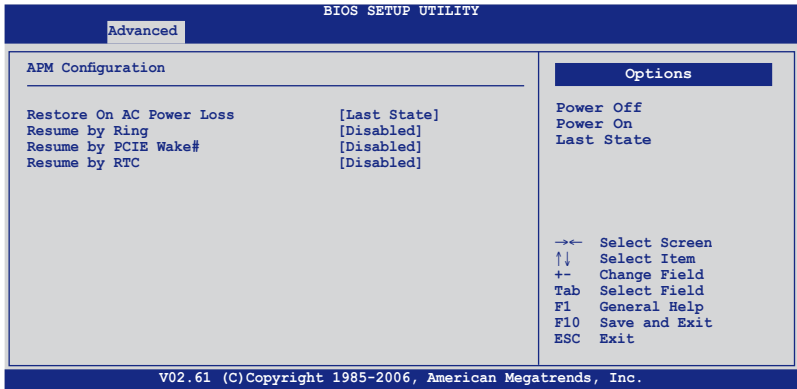 BIOS SETUP UTILITY
Advanced
APM Configuration
Restore On AC Power Loss [Last State]
Resume by Ring [Disabled]
Resume by PCIE Wake# [Disabled]
Resume by RTC [Disabled]
Options
Power Off
Power On
Last State
→← Select Screen
↑↓ Select Item
+- Change Field
Tab Select Field
F1 General Help
F10 Save and Exit
ESC Exit
V02.61 (C)Copyright 1985-2006, American Megatrends, Inc.